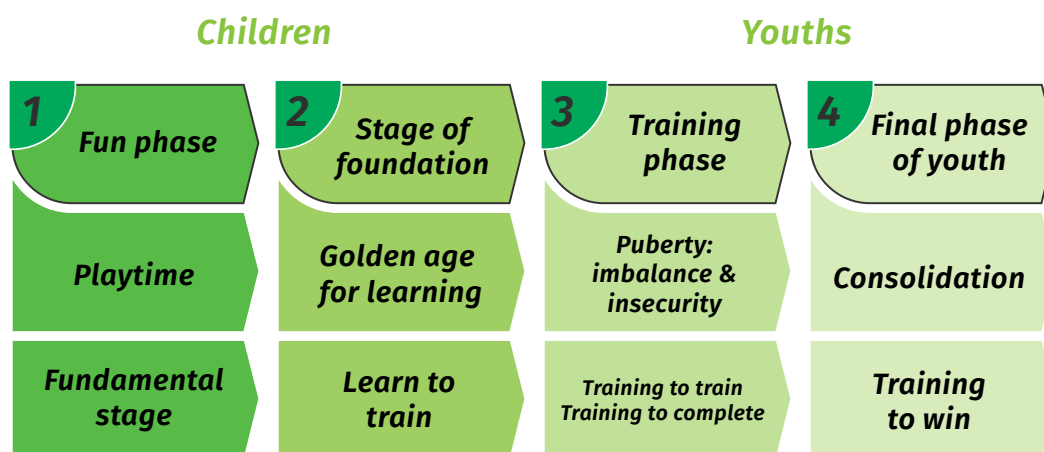 Children
Youths
1
Fun phase
2
Stage of
foundation
3
Training
phase
4
Final phase
of youth
Playtime
Golden age
for learning
Puberty:
imbalance &
insecurity
Consolidation
Fundamental
stage
Learn to
train
Training to train
Training to complete
Training
to win